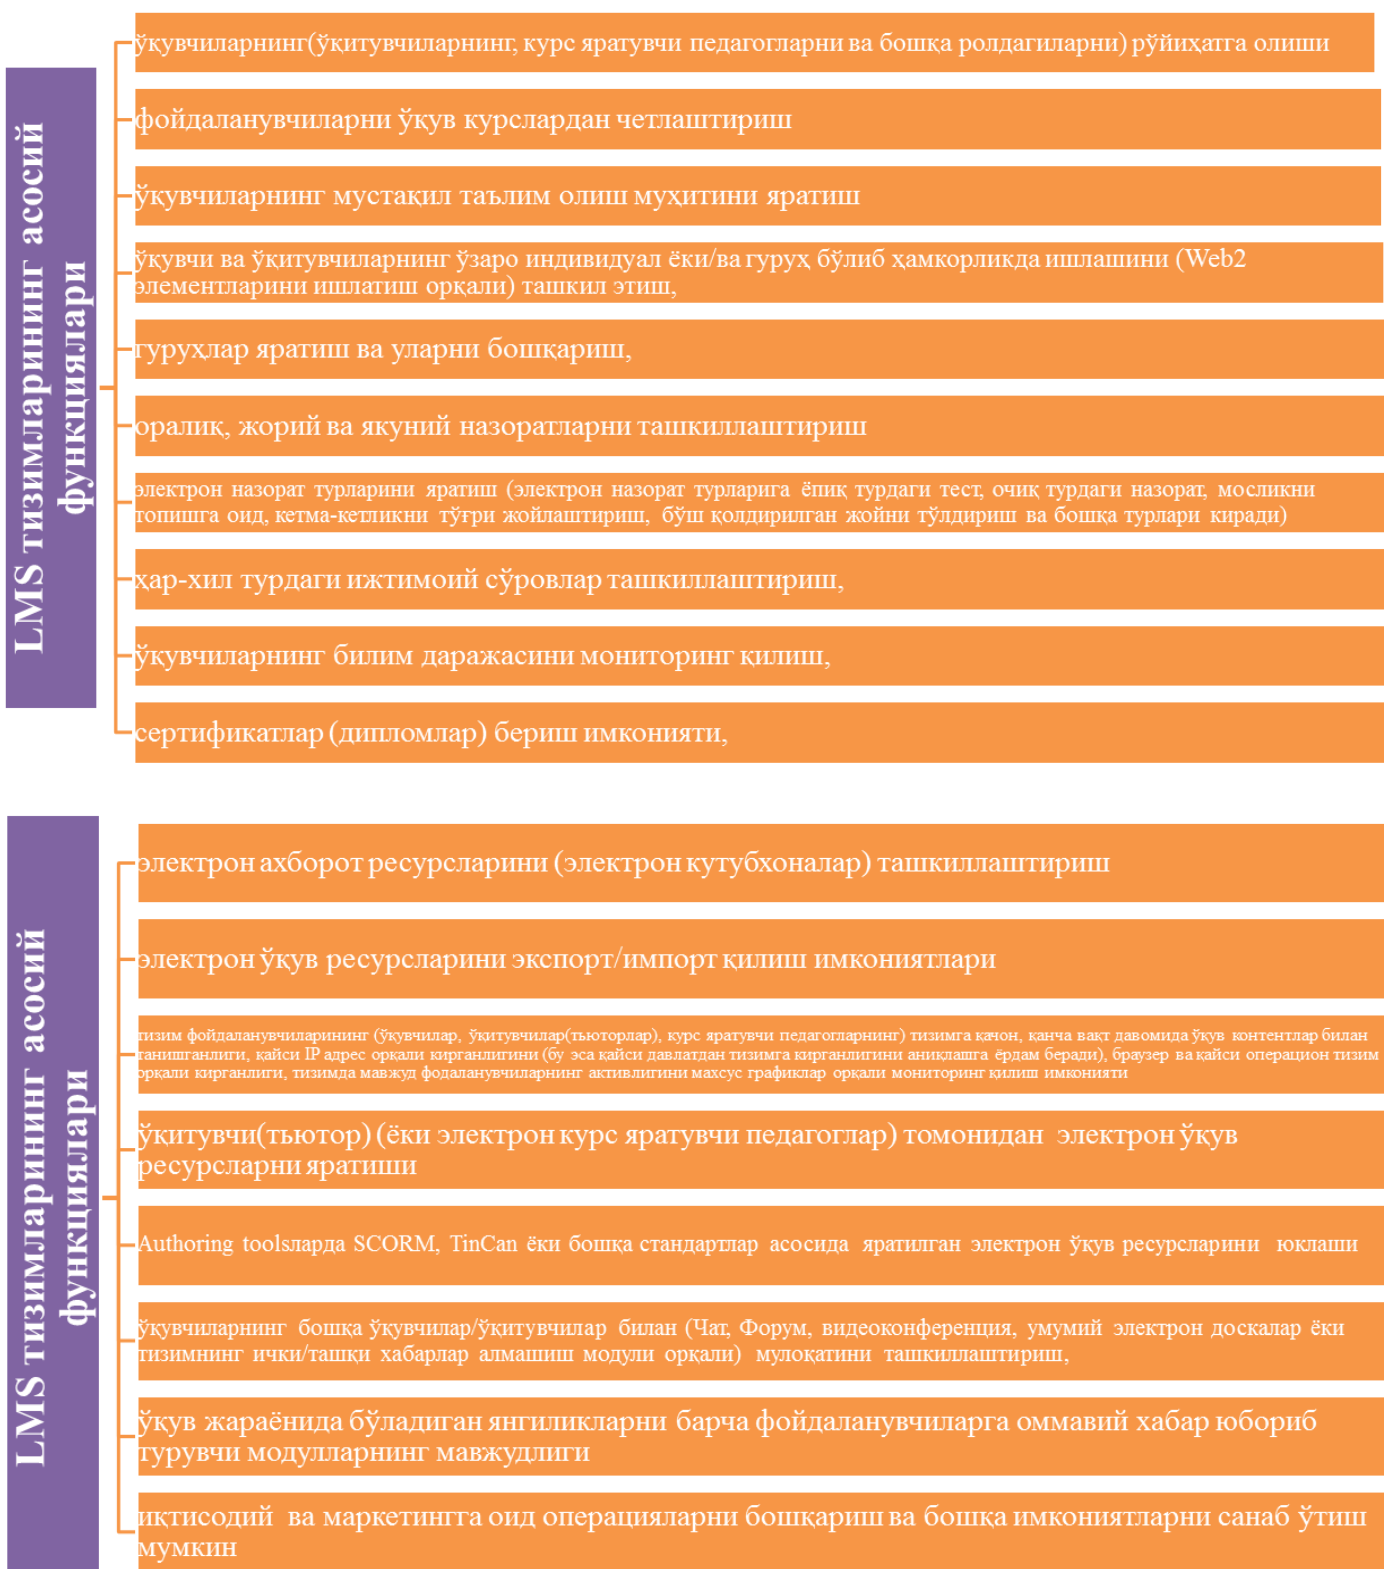 LMS тизимларининг асосий
функциялари
ўқувчиларнинг(ўқитувчиларнинг, курс яратувчи педагогларни ва бошқа ролдагиларни) рўйиҳатга олиши
фойдаланувчиларни ўқув курслардан четлаштириш
ўқувчиларнинг мустақил таълим олиш муҳитини яратиш
ўқувчи ва ўқитувчиларнинг ўзаро индивидуал ёки/ва гуруҳ бўлиб ҳамкорликда ишлашини (Web2
элементларини ишлатиш орқали) ташкил этиш,
гуруҳлар яратиш ва уларни бошқариш,
оралиқ, жорий ва якуний назоратларни ташкиллаштириш
электрон назорат турларини яратиш (электрон назорат турларига ёпиқ турдаги тест, очиқ турдаги назорат, мосликни
топишга оид, кетма-кетликни тўғри жойлаштириш, бўш қолдирилган жойни тўлдириш ва бошқа турлари киради)
ҳар-хил турдаги ижтимоий сўровлар ташкиллаштириш,
ўқувчиларнинг билим даражасини мониторинг қилиш,
сертификатлар (дипломлар) бериш имконияти,
LMS тизимларининг асосий
функциялари
электрон ахборот ресурсларини (электрон кутубхоналар) ташкиллаштириш
электрон ўқув ресурсларини экспорт/импорт қилиш имкониятлари
тизим фойдаланувчиларининг (ўқувчилар, ўқитувчилар(тьюторлар), курс яратувчи педагогларнинг) тизимга қачон, қанча вақт давомида ўқув контентлар билан
танишганлиги, қайси IP адрес орқали кирганлигини (бу эса қайси давлатдан тизимга кирганлигини аниқлашга ёрдам беради), браузер ва қайси операцион тизим
орқали кирганлиги, тизимда мавжуд фодаланувчиларнинг активлигини махсус графиклар орқали мониторинг қилиш имконияти
ўқитувчи(тьютор) (ёки электрон курс яратувчи педагоглар) томонидан электрон ўқув
ресурсларни яратиши
Authoring toolsларда SCORM, TinCan ёки бошқа стандартлар асосида яратилган электрон ўқув ресурсларини юклаши
ўқувчиларнинг бошқа ўқувчилар/ўқитувчилар билан (Чат, Форум, видеоконференция, умумий электрон доскалар ёки
тизимнинг ички/ташқи хабарлар алмашиш модули орқали) мулоқатини ташкиллаштириш,
ўқув жараёнида бўладиган янгиликларни барча фойдаланувчиларга оммавий хабар юбориб
турувчи модулларнинг мавжудлиги
иқтисодий ва маркетингга оид операцияларни бошқариш ва бошқа имкониятларни санаб ўтиш
мумкин